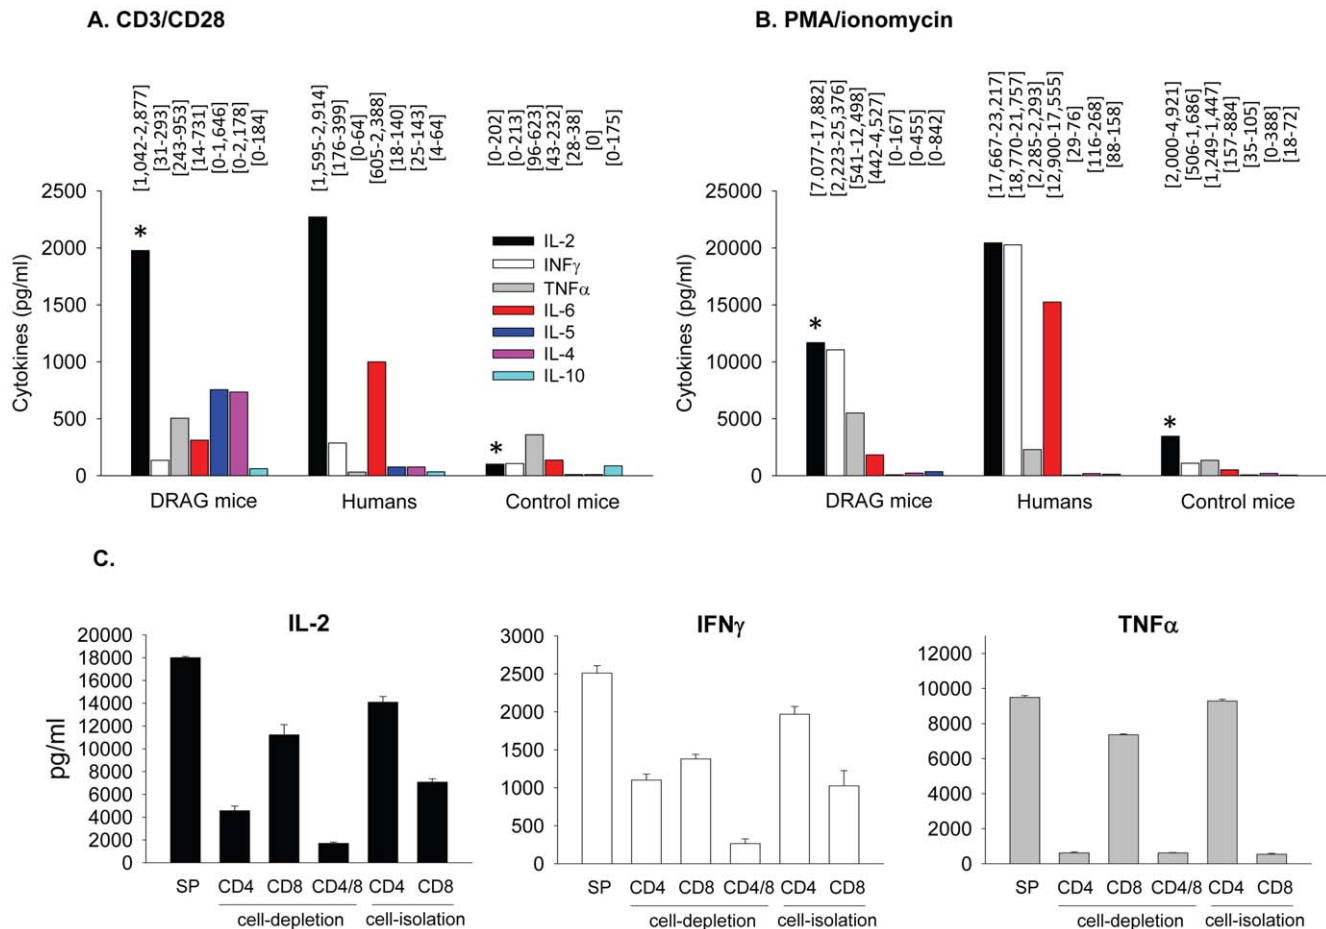 A. CD3/CD28
[1,042-2,877]
[31-293]
[243-953]
[14-731]
[0-1,646]
[0-2,178]
[0-184]
[1,595-2,914]
[176-399]
[0-64]
[605-2,388]
[18-140]
[25-143]
[4-64]
[0-202]
[0-213]
[96-623]
[43-232]
[28-38]
[0]
[0-175]
Cytokines (pg/ml)
2500
2000
1500
1000
500
0
*
*
IL-2
INFγ
TNFα
IL-6
IL-5
IL-4
IL-10
DRAG mice
Humans
Control mice
B. PMA/ionomycin
[7.077-17,882]
[2,223-25,376]
[541-12,498]
[442-4,527]
[0-167]
[0-455]
[0-842]
[17,667-23,217]
[18,770-21,757]
[2,285-2,293]
[12,900-17,555]
[29-76]
[116-268]
[88-158]
[2,000-4,921]
[506-1,686]
[1,249-1,447]
[157-884]
[35-105]
[0-388]
[18-72]
Cytokines (pg/ml)
25000
20000
15000
10000
5000
0
*
*
DRAG mice
Humans
Control mice
C.
IL-2
pg/ml
20000
18000
16000
14000
12000
10000
8000
6000
4000
2000
0
SP CD4 CD8 CD4/8 CD4 CD8
cell-depletion cell-isolation
IFNγ
3000
2500
2000
1500
1000
500
0
SP CD4 CD8 CD4/8 CD4 CD8
cell-depletion cell-isolation
TNFα
12000
10000
8000
6000
4000
2000
0
SP CD4 CD8 CD4/8 CD4 CD8
cell-depletion cell-isolation